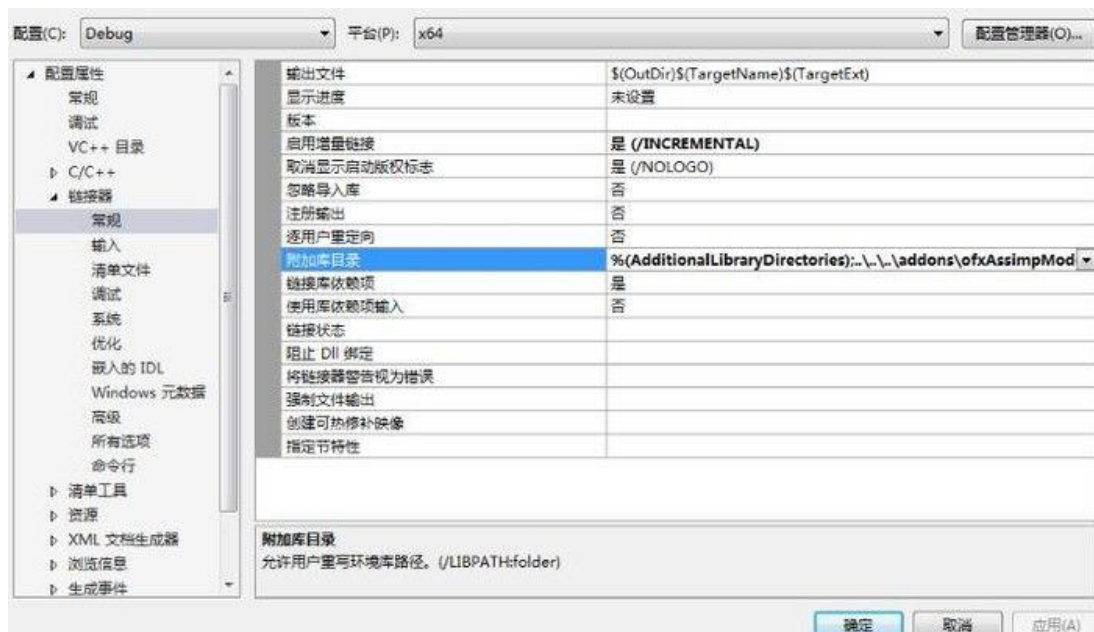 配置(C): Debug 平台(P): x64 配置管理器(O)...
配置属性
常规
调试
VC++ 目录
C/C++
链接器
常规
输入
清单文件
调试
系统
优化
嵌入的 IDL
Windows 元数据
高级
所有选项
命令行
清单工具
资源
XML 文档生成器
浏览信息
生成事件
输出文件 $(OutDir)$(TargetName)$(TargetExt)
显示进度 未设置
版本
启用增量链接 是 (/INCREMENTAL)
取消显示启动版权标志 是 (/NOLOGO)
忽略导入库 否
注册输出 否
逐用户重定向 否
附加库目录 %(AdditionalLibraryDirectories);..\..\..\addons\ofxAssimpMod
链接库依赖项 是
使用库依赖项输入 否
链接状态
阻止 Dll 绑定
将链接器警告视为错误
强制文件输出
创建可热修补映像
指定节特性
附加库目录
允许用户重写环境库路径。(/LIBPATH:folder)
确定 取消 应用(A)